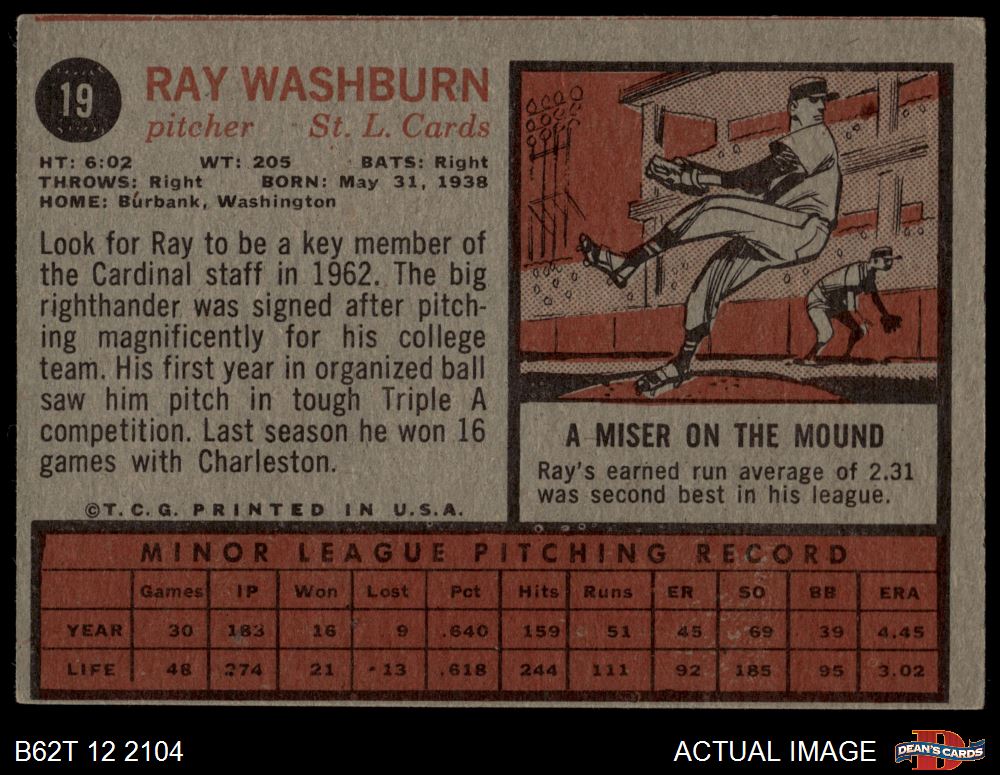 19
RAY WASHBURN
pitcher St. L. Cards
HT: 6:02 WT: 205 BATS: Right
THROWS: Right BORN: May 31, 1938
HOME: Burbank, Washington
Look for Ray to be a key member of
the Cardinal staff in 1962. The big
righthander was signed after pitch-
ing magnificently for his college
team. His first year in organized ball
saw him pitch in tough Triple A
competition. Last season he won 16
games with Charleston.
©T.C.G. PRINTED IN U.S.A.
A MISER ON THE MOUND
Ray's earned run average of 2.31
was second best in his league.
MINOR LEAGUE PITCHING RECORD
Games IP Won Lost Pct Hits Runs ER SO BB ERA
YEAR 30 183 16 9 .640 159 51 45 69 39 4.45
LIFE 48 274 21 13 .618 244 111 92 185 95 3.02
B62T 12 2104
ACTUAL IMAGE
D
DEAN'S CARDS